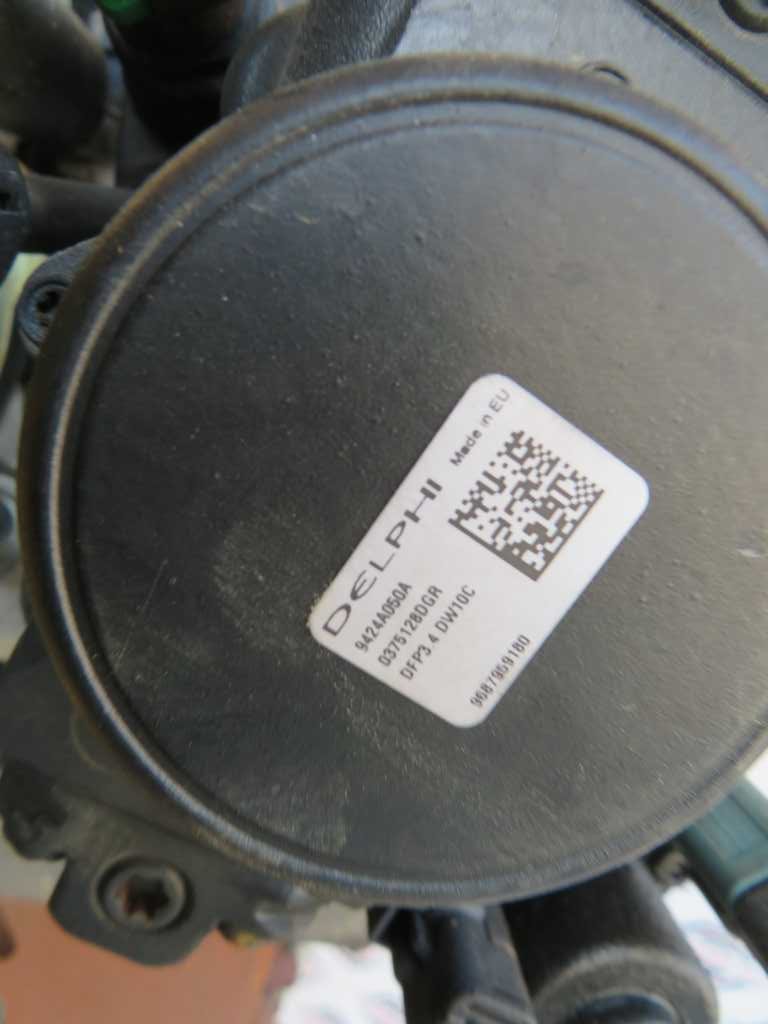 DELPHI
Made in EU
9424A050A
0375128DGR
DFP3.4 DW10C
9687959180